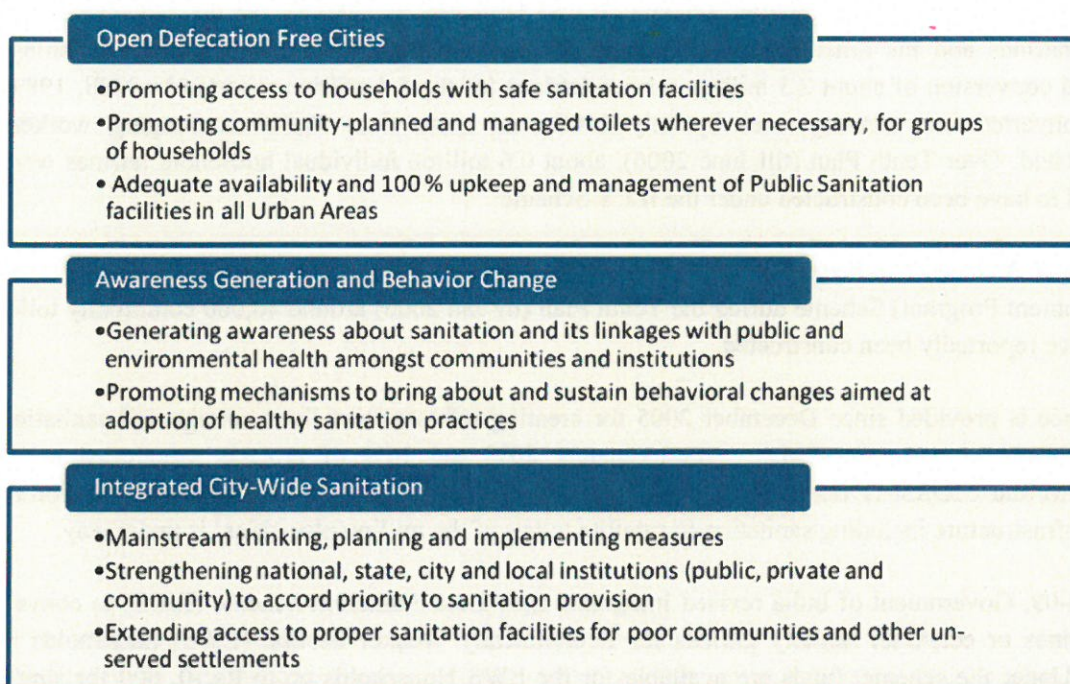 Open Defecation Free Cities
•Promoting access to households with safe sanitation facilities
•Promoting community-planned and managed toilets wherever necessary, for groups
of households
• Adequate availability and 100% upkeep and management of Public Sanitation
facilities in all Urban Areas
Awareness Generation and Behavior Change
•Generating awareness about sanitation and its linkages with public and
environmental health amongst communities and institutions
•Promoting mechanisms to bring about and sustain behavioral changes aimed at
adoption of healthy sanitation practices
Integrated City-Wide Sanitation
•Mainstream thinking, planning and implementing measures
•Strengthening national, state, city and local institutions (public, private and
community) to accord priority to sanitation provision
•Extending access to proper sanitation facilities for poor communities and other un-
served settlements